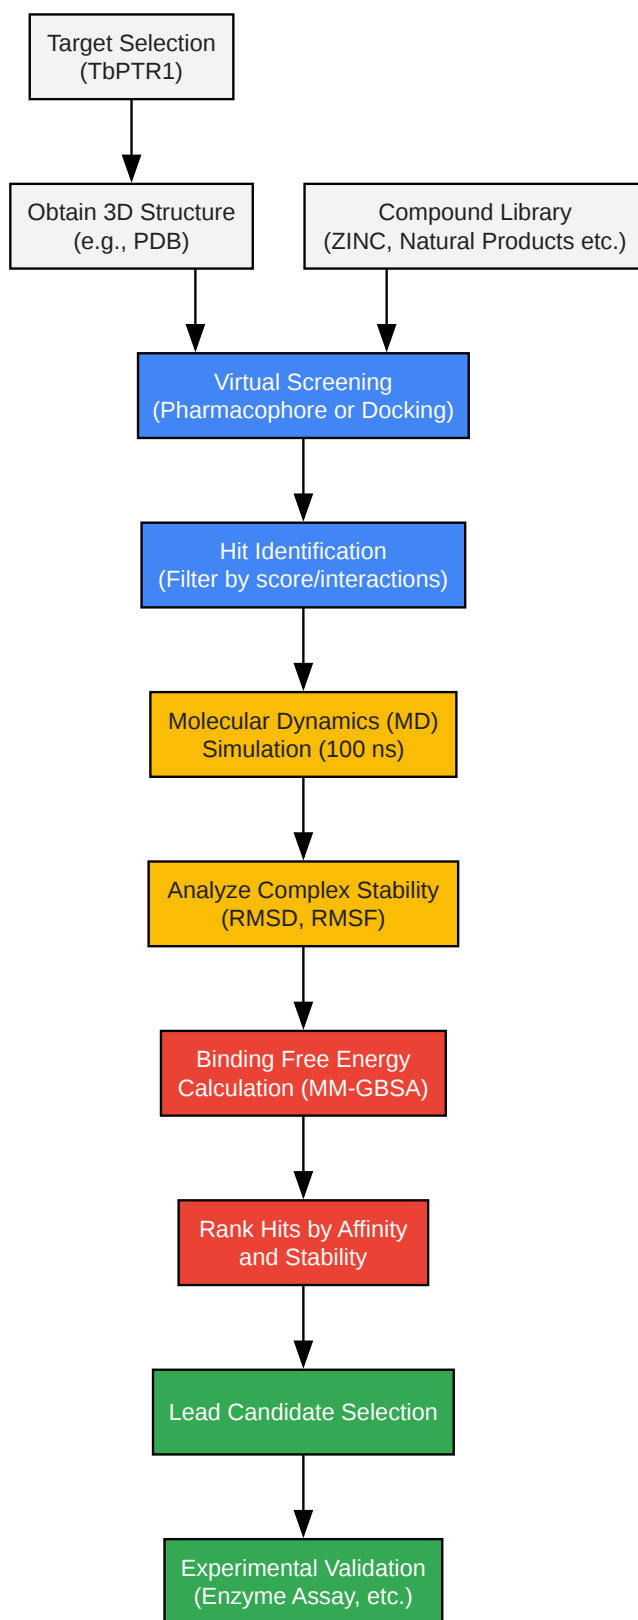 Target Selection
(TbPTR1)
Obtain 3D Structure
(e.g., PDB)
Compound Library
(ZINC, Natural Products etc.)
Virtual Screening
(Pharmacophore or Docking)
Hit Identification
(Filter by score/interactions)
Molecular Dynamics (MD)
Simulation (100 ns)
Analyze Complex Stability
(RMSD, RMSF)
Binding Free Energy
Calculation (MM-GBSA)
Rank Hits by Affinity
and Stability
Lead Candidate Selection
Experimental Validation
(Enzyme Assay, etc.)